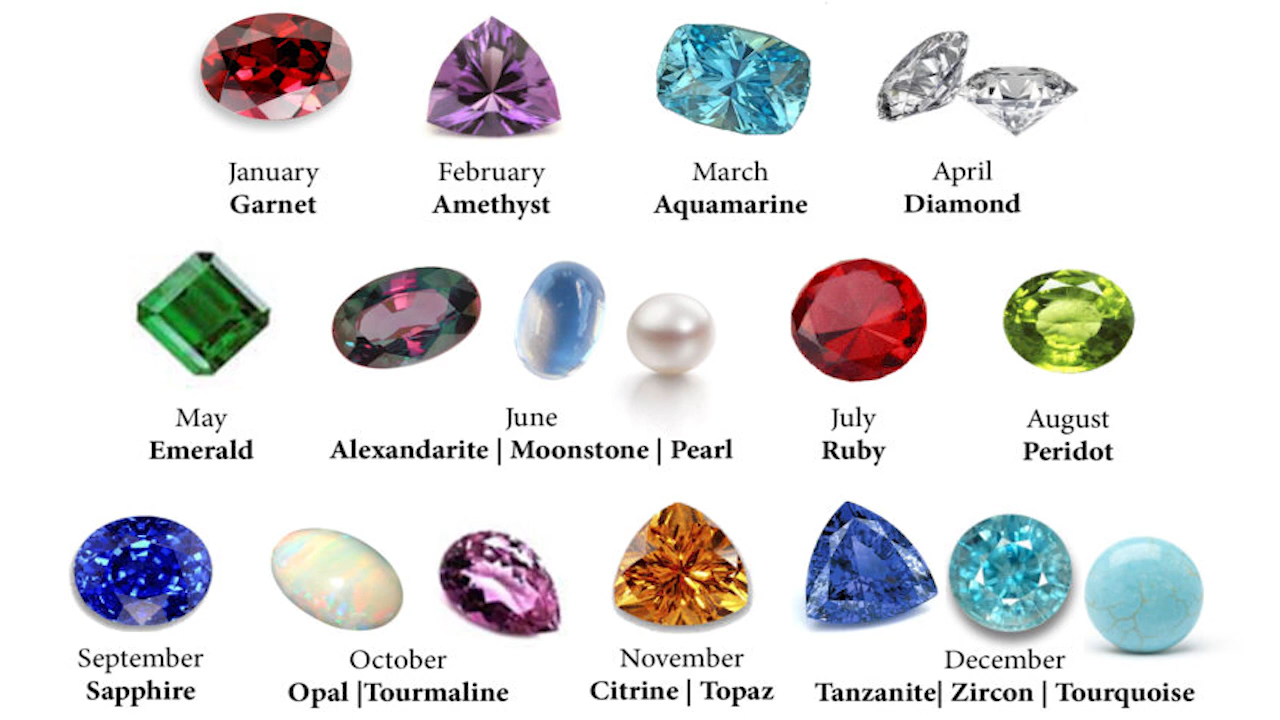 January
Garnet
February
Amethyst
March
Aquamarine
April
Diamond
May
Emerald
June
Alexandarite | Moonstone | Pearl
July
Ruby
August
Peridot
September
Sapphire
October
Opal |Tourmaline
November
Citrine | Topaz
December
Tanzanite| Zircon | Tourquoise